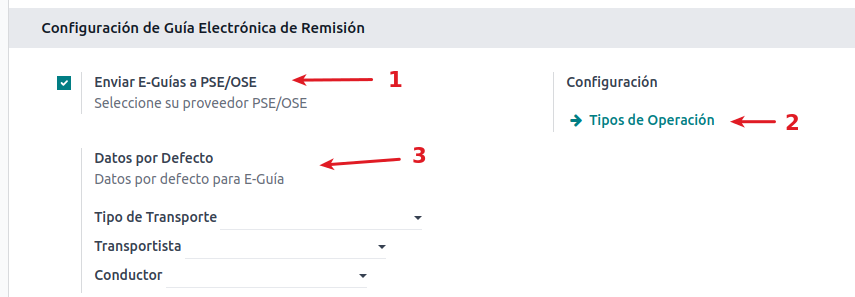 Configuración de Guía Electrónica de Remisión
Enviar E-Guías a PSE/OSE
1
Seleccione su proveedor PSE/OSE
Configuración
Tipos de Operación
2
Datos por Defecto
3
Datos por defecto para E-Guía
Tipo de Transporte
Transportista
Conductor